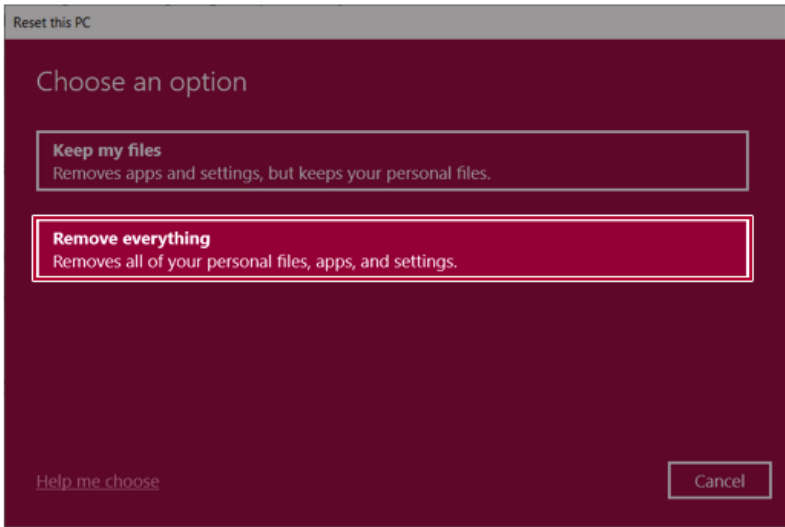 Reset this PC
Choose an option
Keep my files
Removes apps and settings, but keeps your personal files.
Remove everything
Removes all of your personal files, apps, and settings.
Help me choose
Cancel